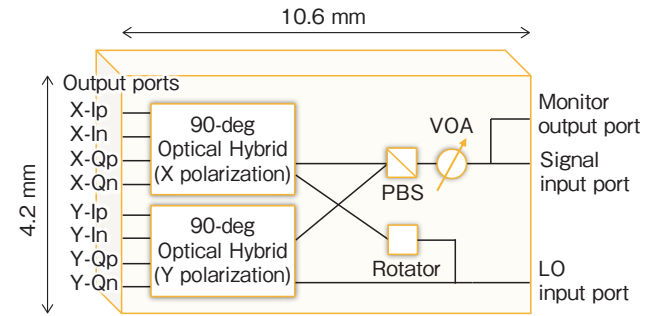 10.6 mm
4.2 mm
Output ports
X-Ip
X-In
X-Qp
X-Qn
Y-Ip
Y-In
Y-Qp
Y-Qn
90-deg
Optical Hybrid
(X polarization)
90-deg
Optical Hybrid
(Y polarization)
PBS
VOA
Rotator
Monitor
output port
Signal
input port
LO
input port